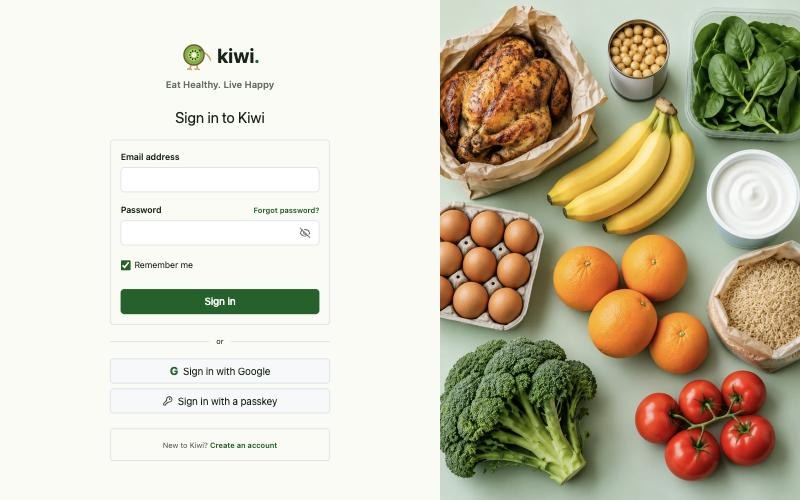 kiwi.
Eat Healthy. Live Happy
Sign in to Kiwi
Email address
Password
Forgot password?
Remember me
Sign in
or
G Sign in with Google
Sign in with a passkey
New to Kiwi? Create an account